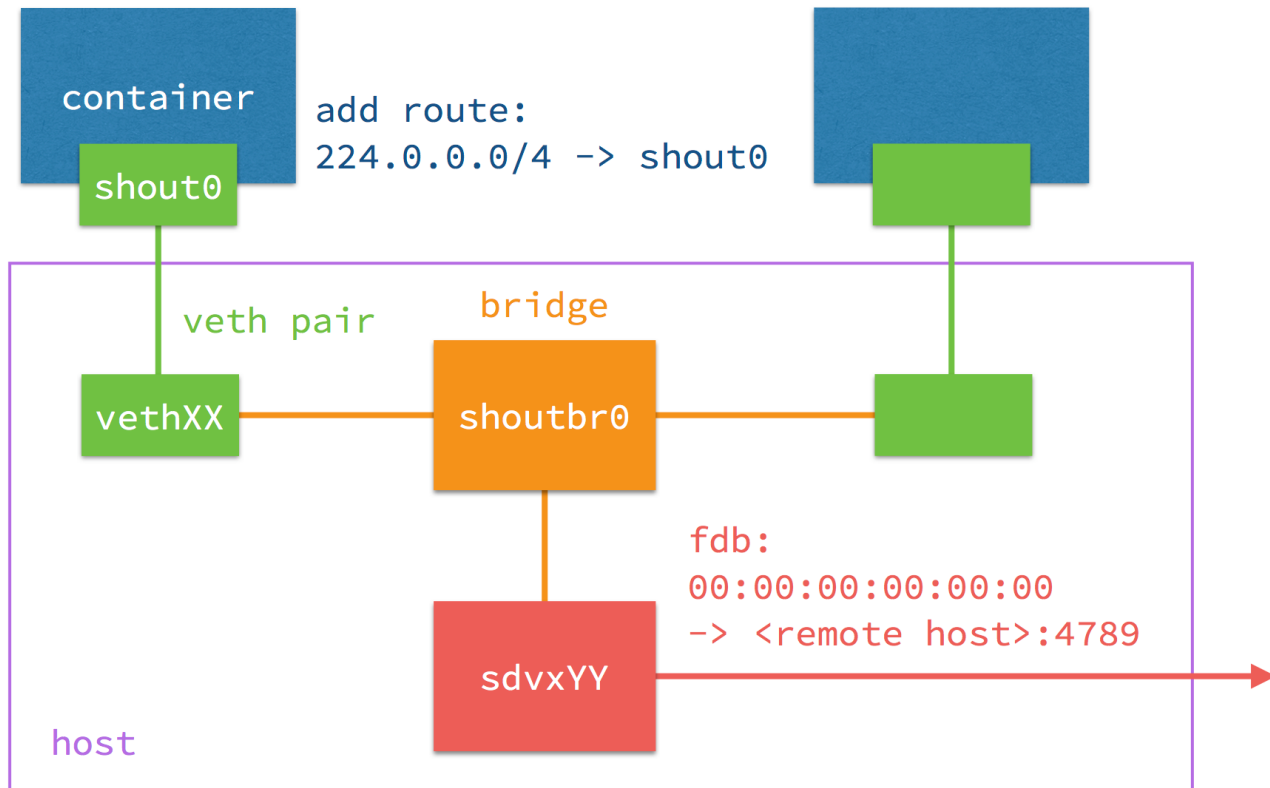 container
add route:
224.0.0.0/4 -> shout0
shout0
veth pair
bridge
vethXX
shoutbr0
fdb:
00:00:00:00:00:00
-> <remote host>:4789
sdvxYY
host